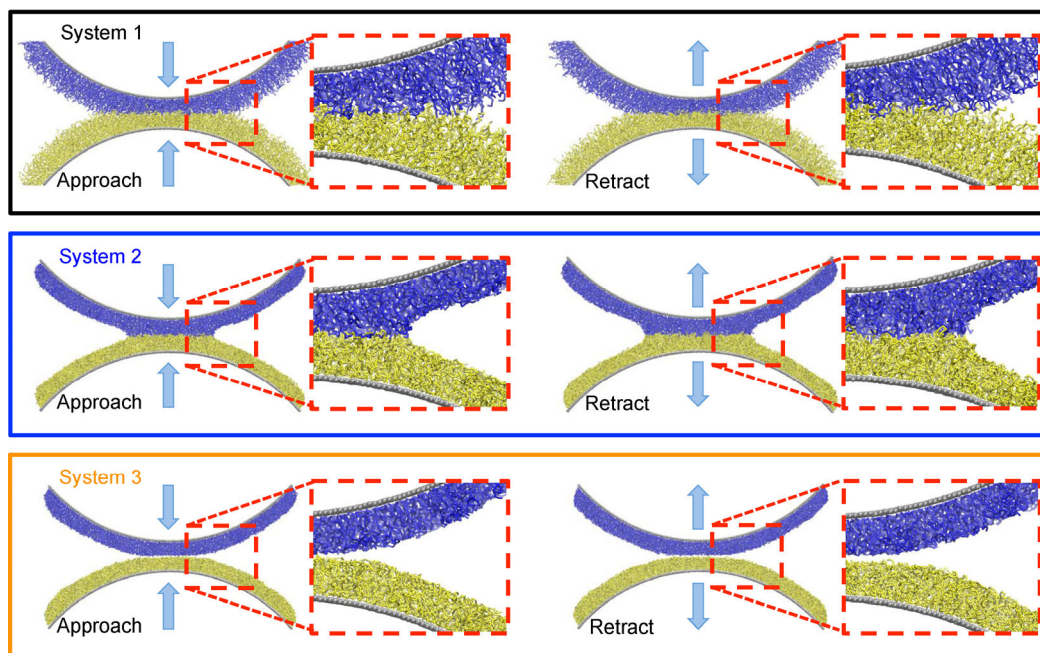 System 1
Approach
Retract
System 2
Approach
Retract
System 3
Approach
Retract